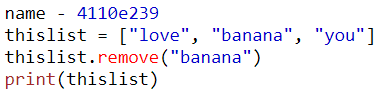 name - 4110e239
thislist = ["love", "banana", "you"]
thislist.remove("banana")
print(thislist)